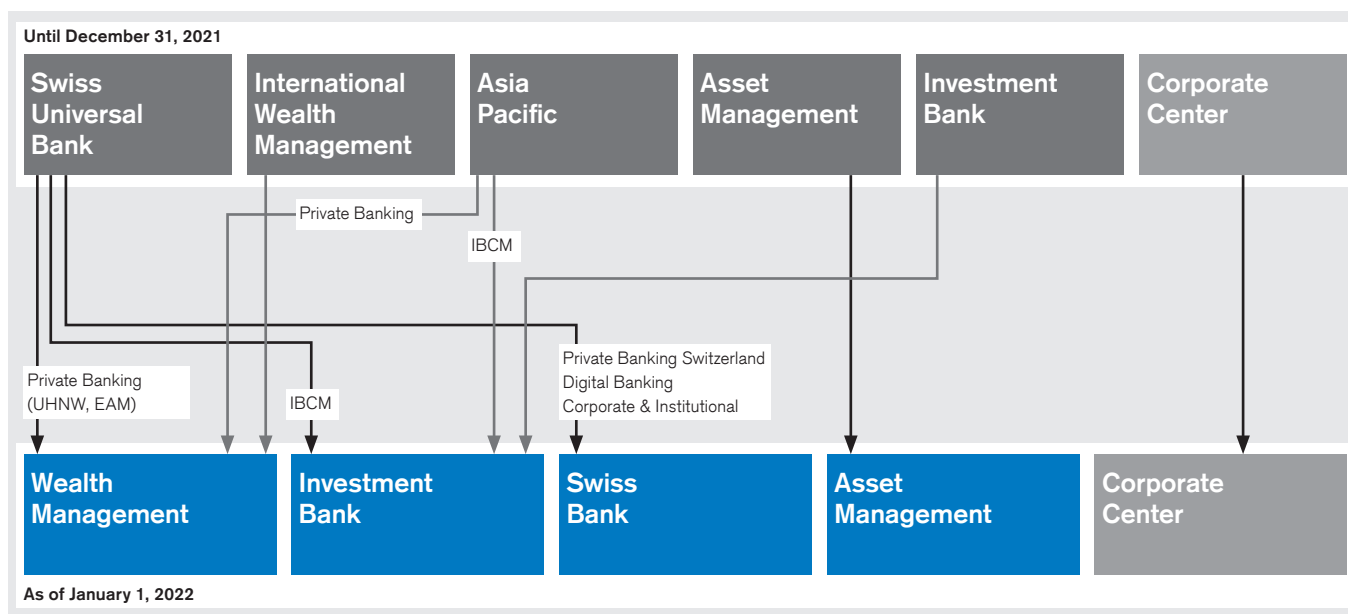 Until December 31, 2021
Swiss
Universal
Bank
International
Wealth
Management
Asia
Pacific
Asset
Management
Investment
Bank
Corporate
Center
Private Banking
IBCM
Private Banking
(UHNW, EAM)
IBCM
Private Banking Switzerland
Digital Banking
Corporate & Institutional
Wealth
Management
Investment
Bank
Swiss
Bank
Asset
Management
Corporate
Center
As of January 1, 2022